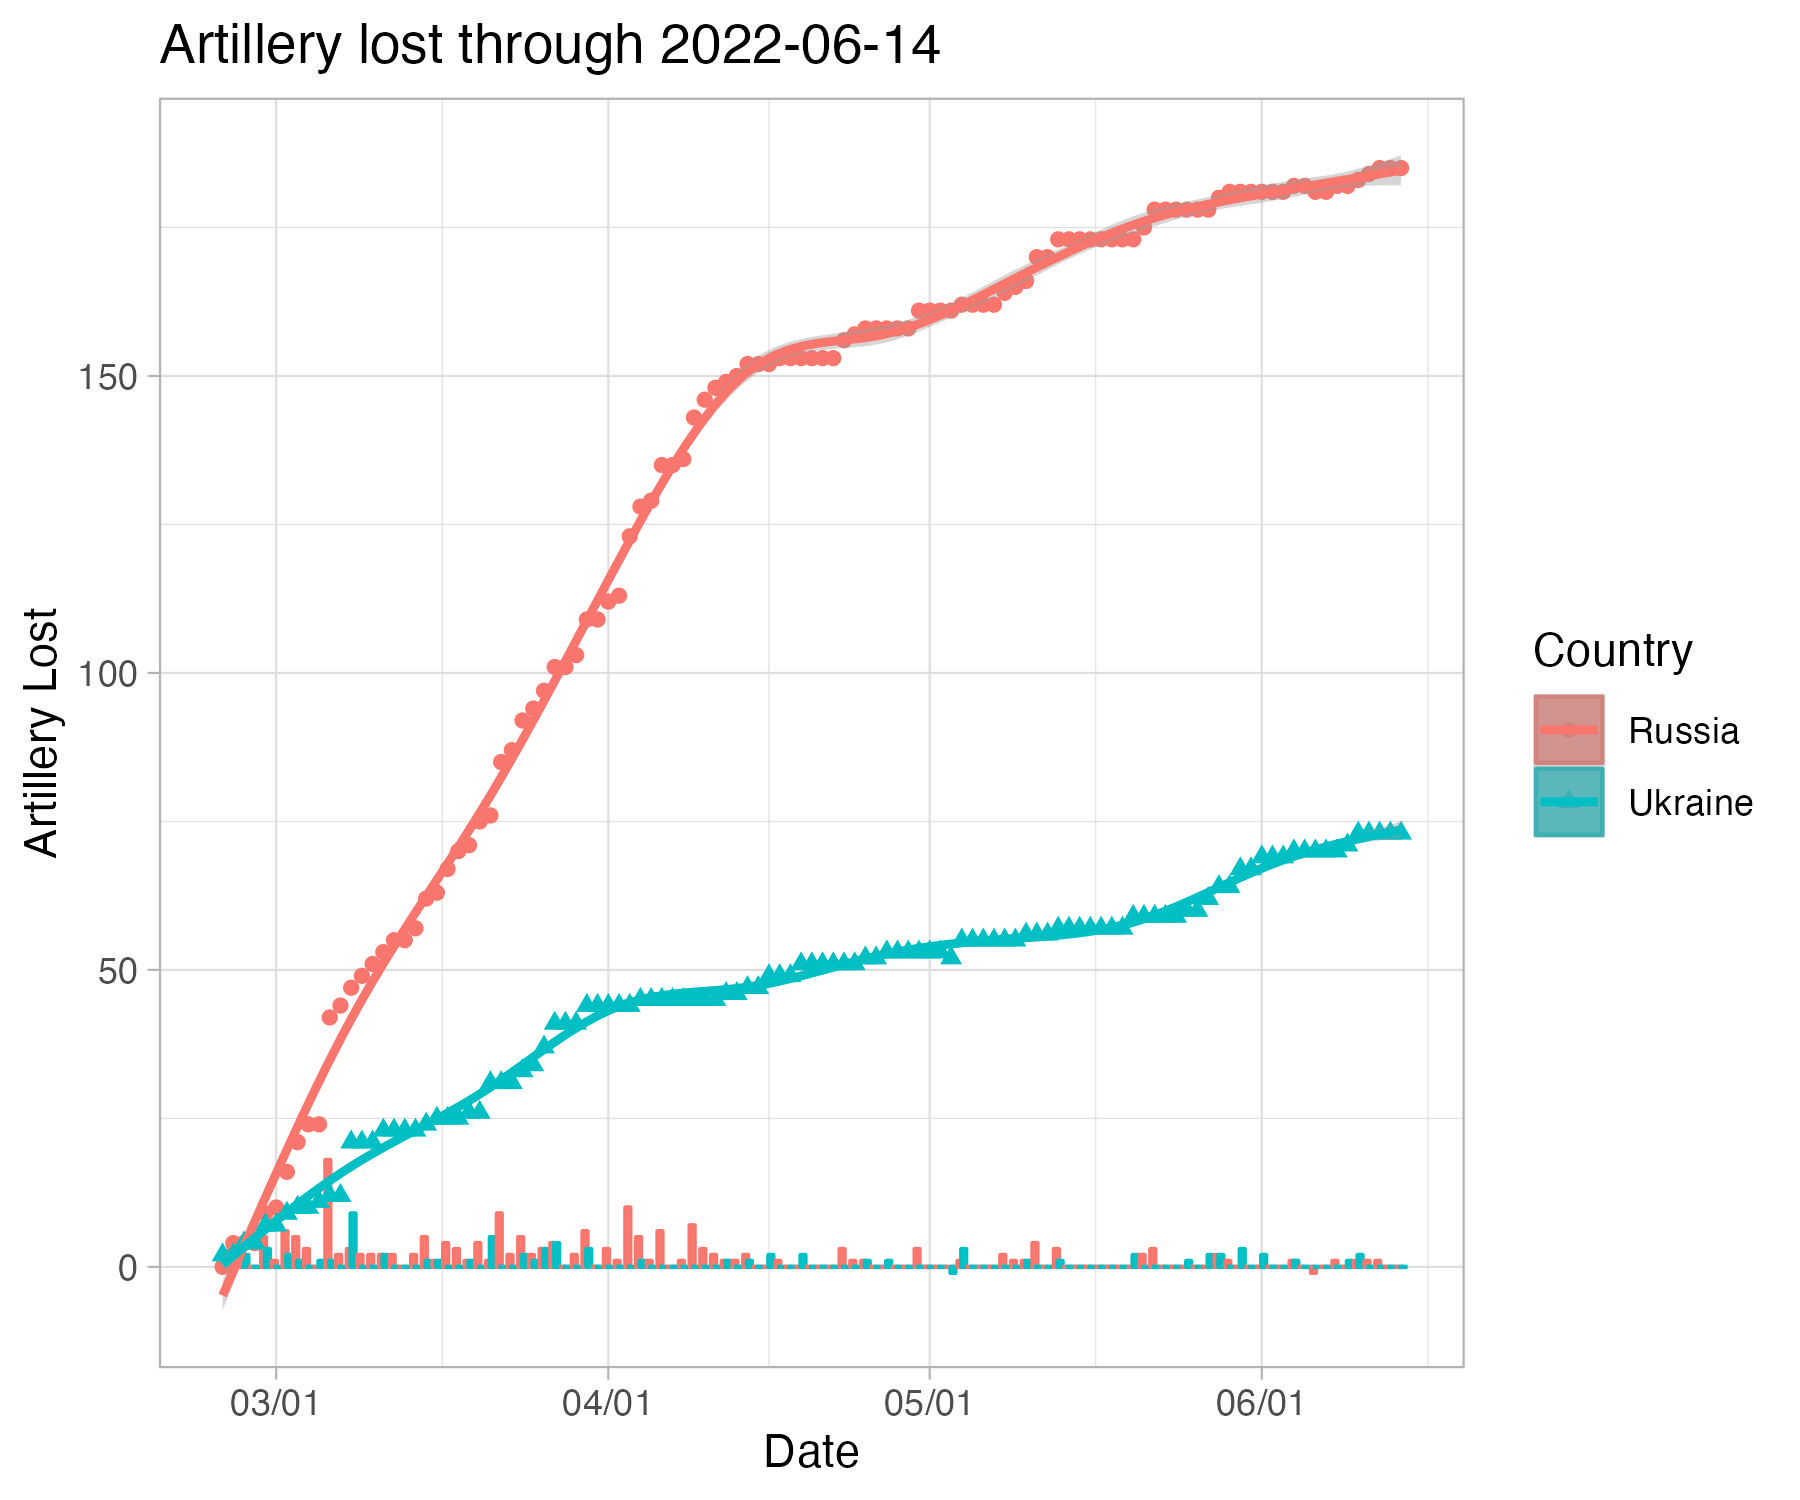 Artillery lost through 2022-06-14
Artillery Lost
150
100
50
0
03/01
04/01
05/01
06/01
Date
Country
Russia
Ukraine